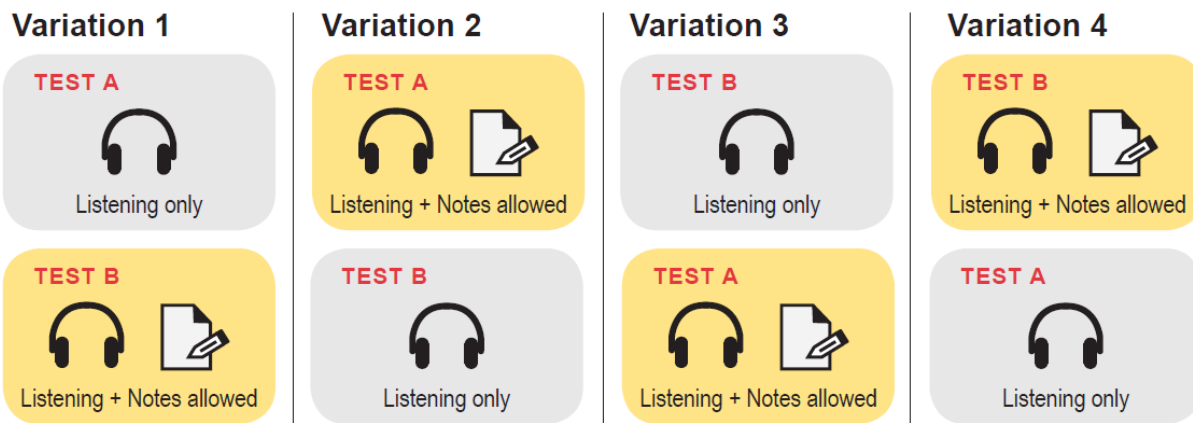 Variation 1
TEST A
Listening only
TEST B
Listening + Notes allowed
Variation 2
TEST A
Listening + Notes allowed
TEST B
Listening only
Variation 3
TEST B
Listening only
TEST A
Listening + Notes allowed
Variation 4
TEST B
Listening + Notes allowed
TEST A
Listening only